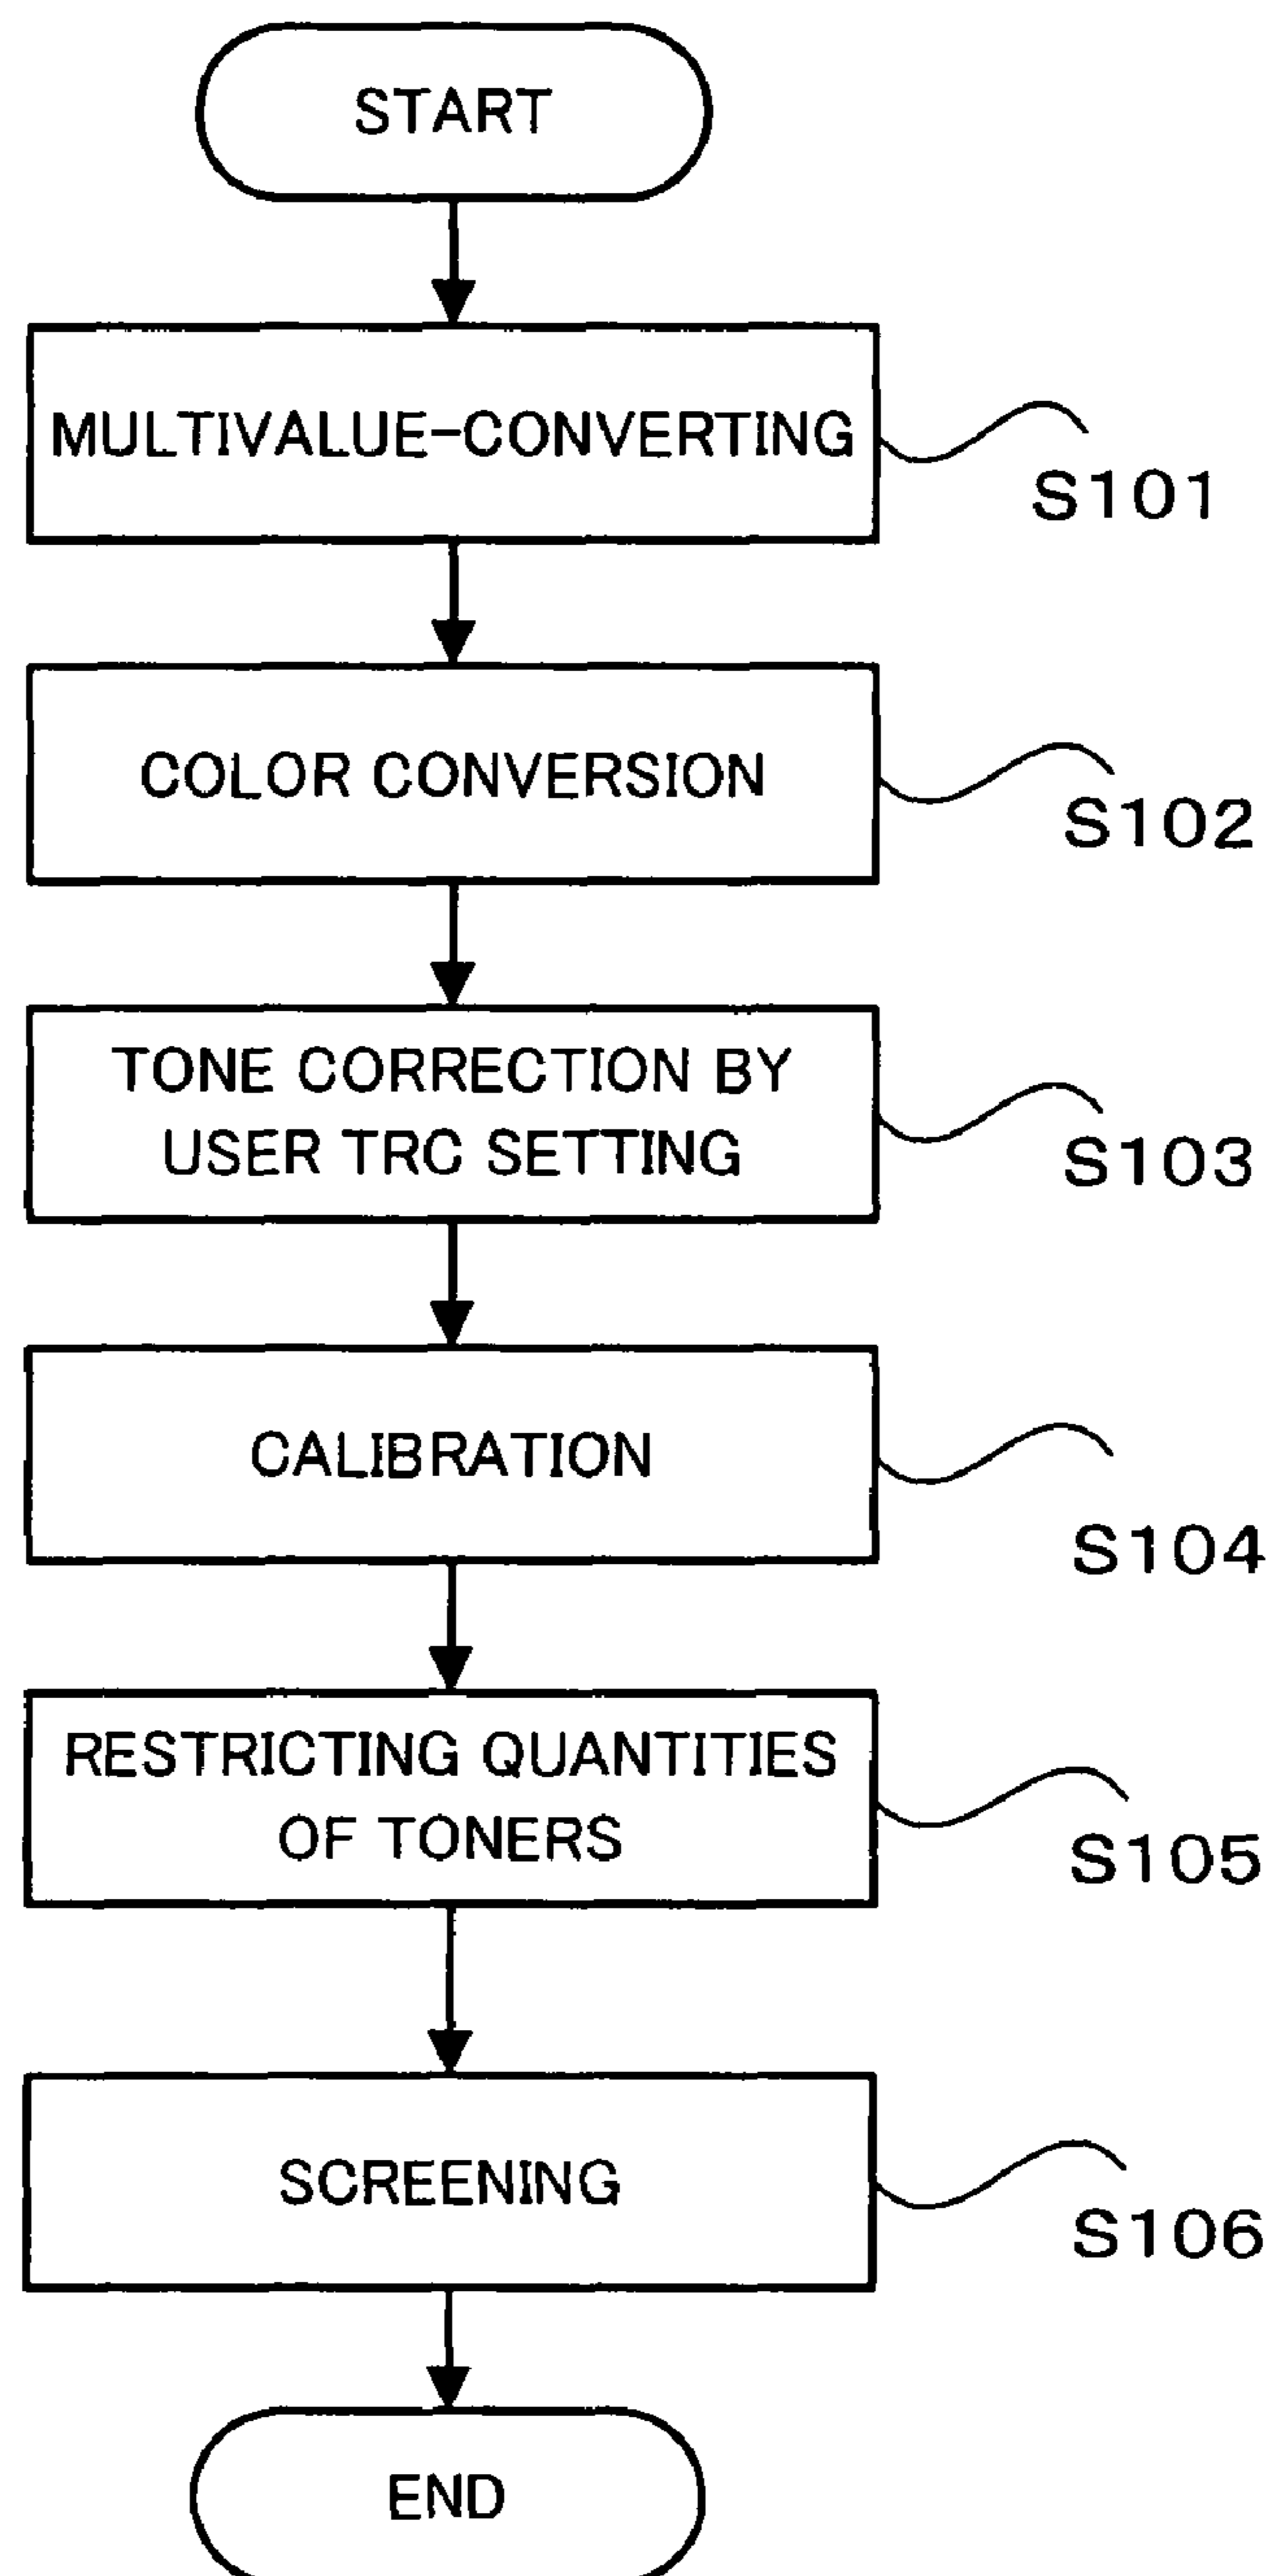 START
MULTIVALUE-CONVERTING
S101
COLOR CONVERSION
S102
TONE CORRECTION BY
USER TRC SETTING
S103
CALIBRATION
S104
RESTRICTING QUANTITIES
OF TONERS
S105
SCREENING
S106
END